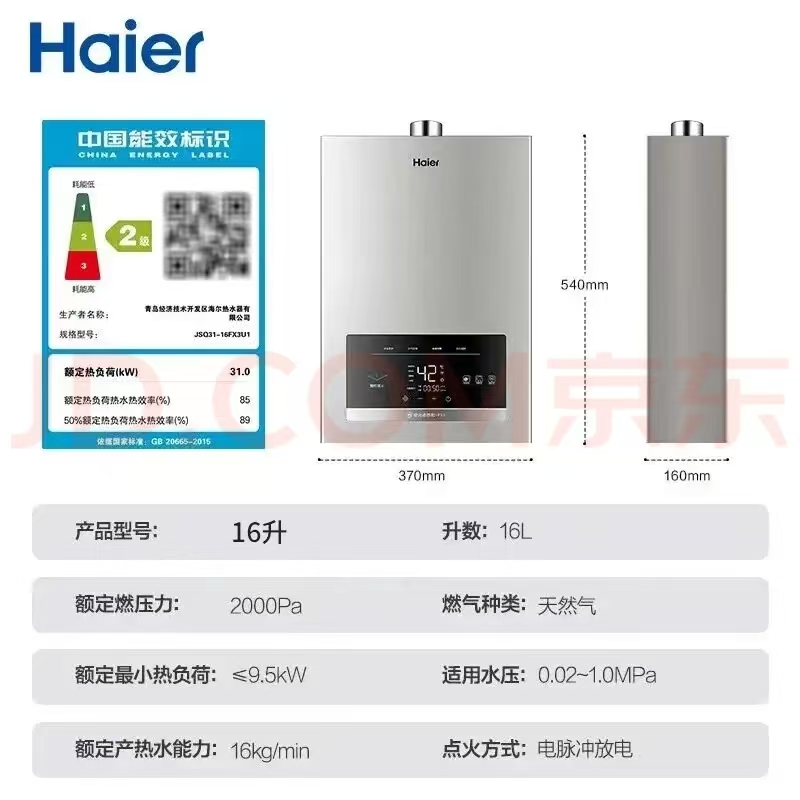 Haier
中国能效标识
CHINA ENERGY LABEL
耗能低
1
2
3
2级
耗能高
生产者名称: 青岛经济技术开发区海尔热水器有
限公司
规格型号: JSQ31-16FX3U1
额定热负荷(kW) 31.0
额定热负荷热水热效率(%) 85
50%额定热负荷热水热效率(%) 89
依据国家标准: GB 20665-2015
Haier
42
540mm
370mm
160mm
JD.COM京东
产品型号: 16升
升数: 16L
额定燃压力: 2000Pa
燃气种类: 天然气
额定最小热负荷: ≤9.5kW
适用水压: 0.02~1.0MPa
额定产热水能力: 16kg/min
点火方式: 电脉冲放电